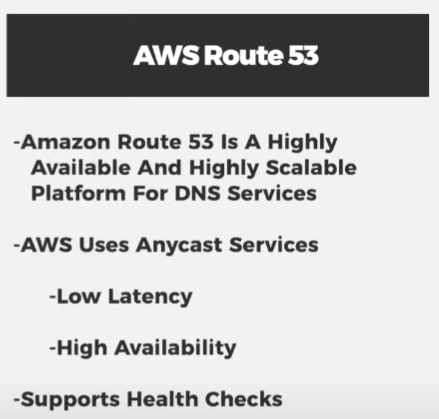 AWS Route 53
-Amazon Route 53 Is A Highly
Available And Highly Scalable
Platform For DNS Services
-AWS Uses Anycast Services
-Low Latency
-High Availability
-Supports Health Checks